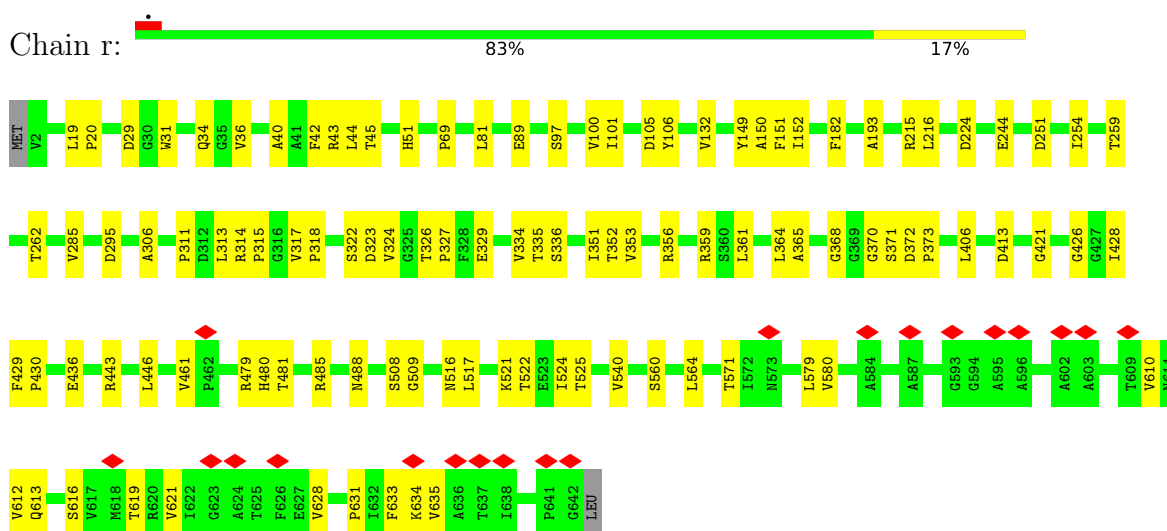 Chain r:
83% 17%
MET V2 L19 P20 D29 G30 W31 Q34 G35 V36 A40 A41 F42 R43 L44 T45 H51 P69 L81 E89 S97 V100 I101 D105 Y106 V132 Y149 A150 F151 I152 F182 A193 R215 L216 D224 E244 D251 I254 T259
T262 V285 D295 A306 P311 D312 L313 R314 P315 G316 V317 P318 S322 D323 V324 G325 T326 P327 F328 E329 V334 T335 S336 I351 T352 V353 R356 R359 S360 L361 L364 A365 G368 G369 G370 S371 D372 P373 L406 D413 G421 G426 G427 I428
F429 P430 E436 R443 L446 V461 P462 R479 H480 T481 R485 N488 S508 G509 N516 L517 K521 T522 E523 I524 T525 V540 S560 L564 T571 I572 N573 L579 V580 A584 A587 G593 G594 A595 A596 A602 A603 T609 V610 N611
V612 Q613 S616 V617 M618 T619 R620 V621 I622 G623 A624 T625 F626 E627 V628 P631 I632 F633 K634 V635 A636 T637 I638 P641 G642 LEU